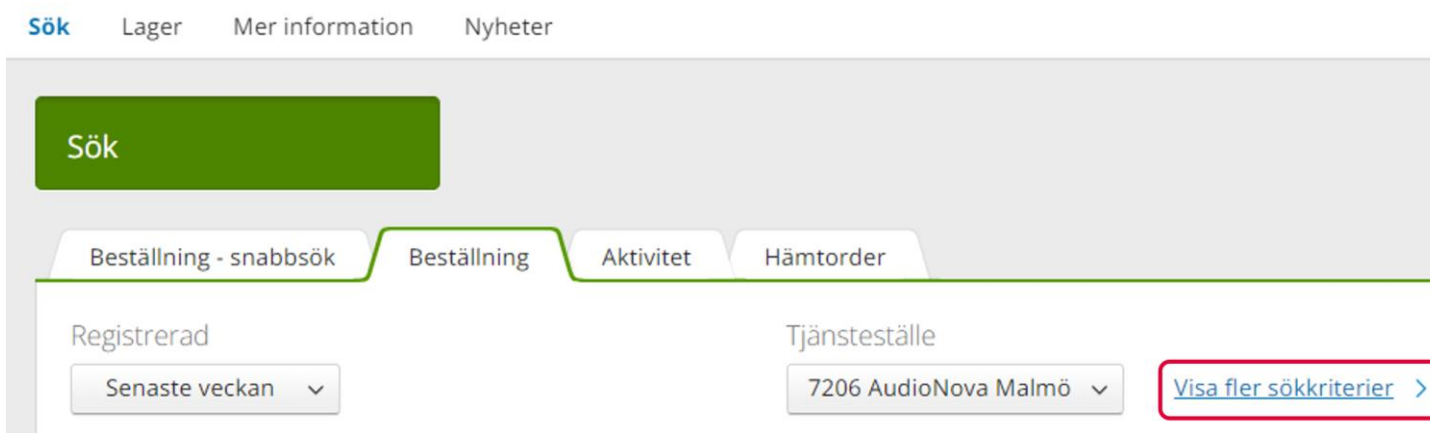 Sök Lager Mer information Nyheter
Sök
Beställning - snabbsök Beställning Aktivitet Hämtorder
Registrerad Tjänsteställe
Senaste veckan 7206 AudioNova Malmö Visa fler sökkriterier